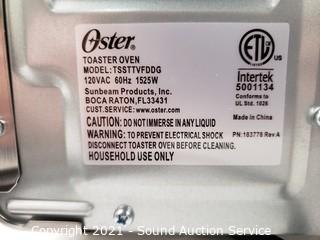 Oster
TOASTER OVEN
MODEL:TSSTTVFDDG
120VAC 60Hz 1525W
Sunbeam Products, Inc.
BOCA RATON,FL33431
CUST.SERVICE:www.oster.com
CAUTION: DO NOT IMMERSE IN ANY LIQUID
WARNING: TO PREVENT SHOCK EMERGENCY
DISCONNECT TOASTER OVEN BEFORE CLEANING.
HOUSEHOLD USE ONLY
ETL
Intertek
5001134
Conforms to
UL Std. 1026
PN:183778 Rev.A
Made in China
Copyright 2021 - Sound Auction Service